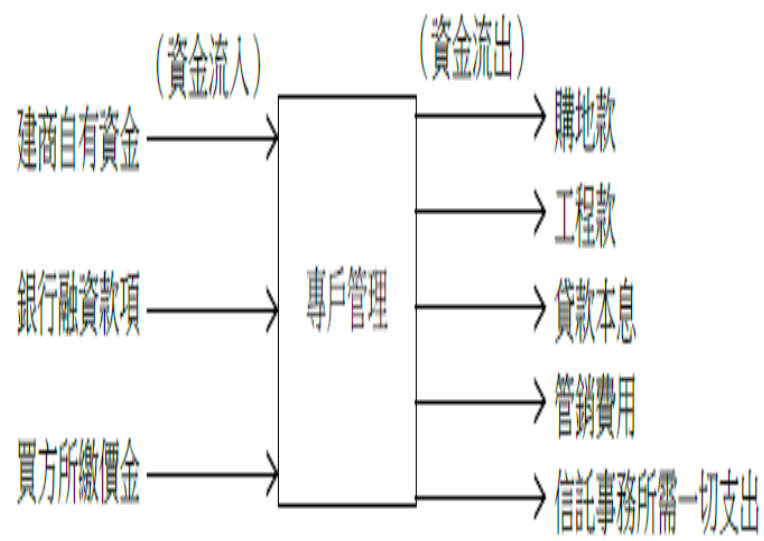 （資金流入）
（資金流出）
建商自有資金
銀行融資款項
買方所繳價金
專戶管理
購地款
工程款
貸款本息
管銷費用
信託事務所需一切支出